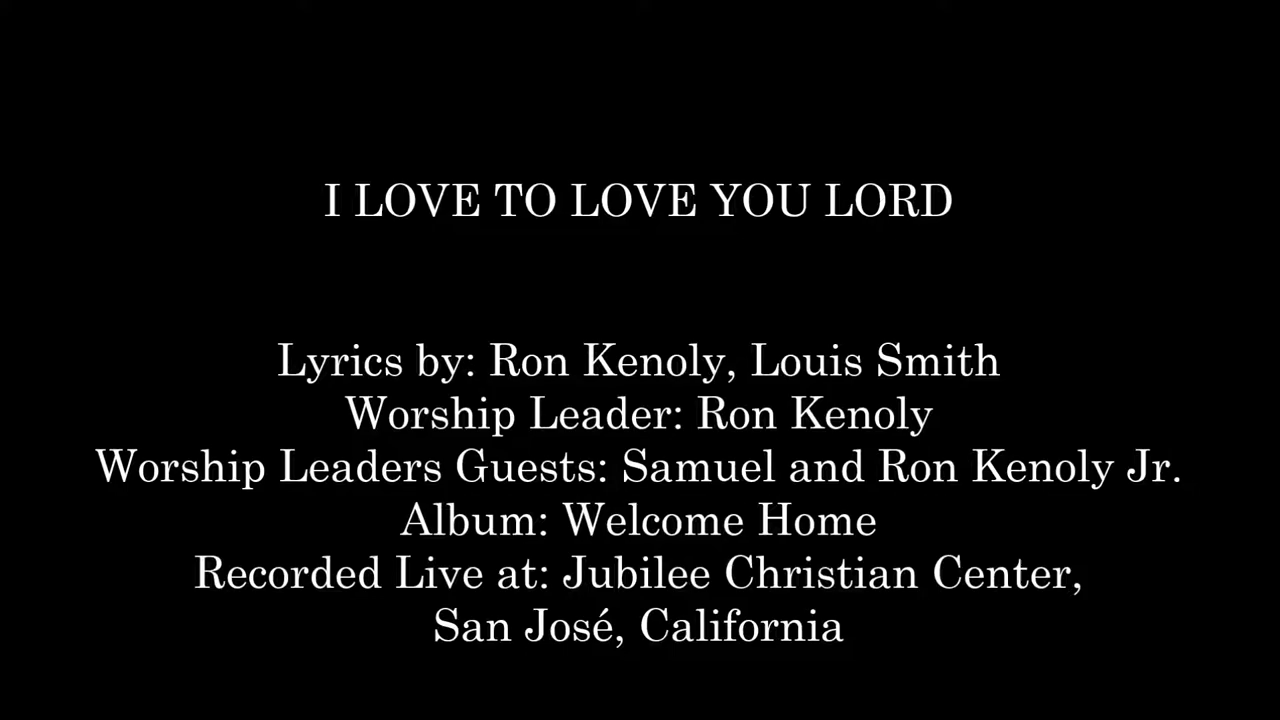 I LOVE TO LOVE YOU LORD
Lyrics by: Ron Kenoly, Louis Smith
Worship Leader: Ron Kenoly
Worship Leaders Guests: Samuel and Ron Kenoly Jr.
Album: Welcome Home
Recorded Live at: Jubilee Christian Center,
San José, California